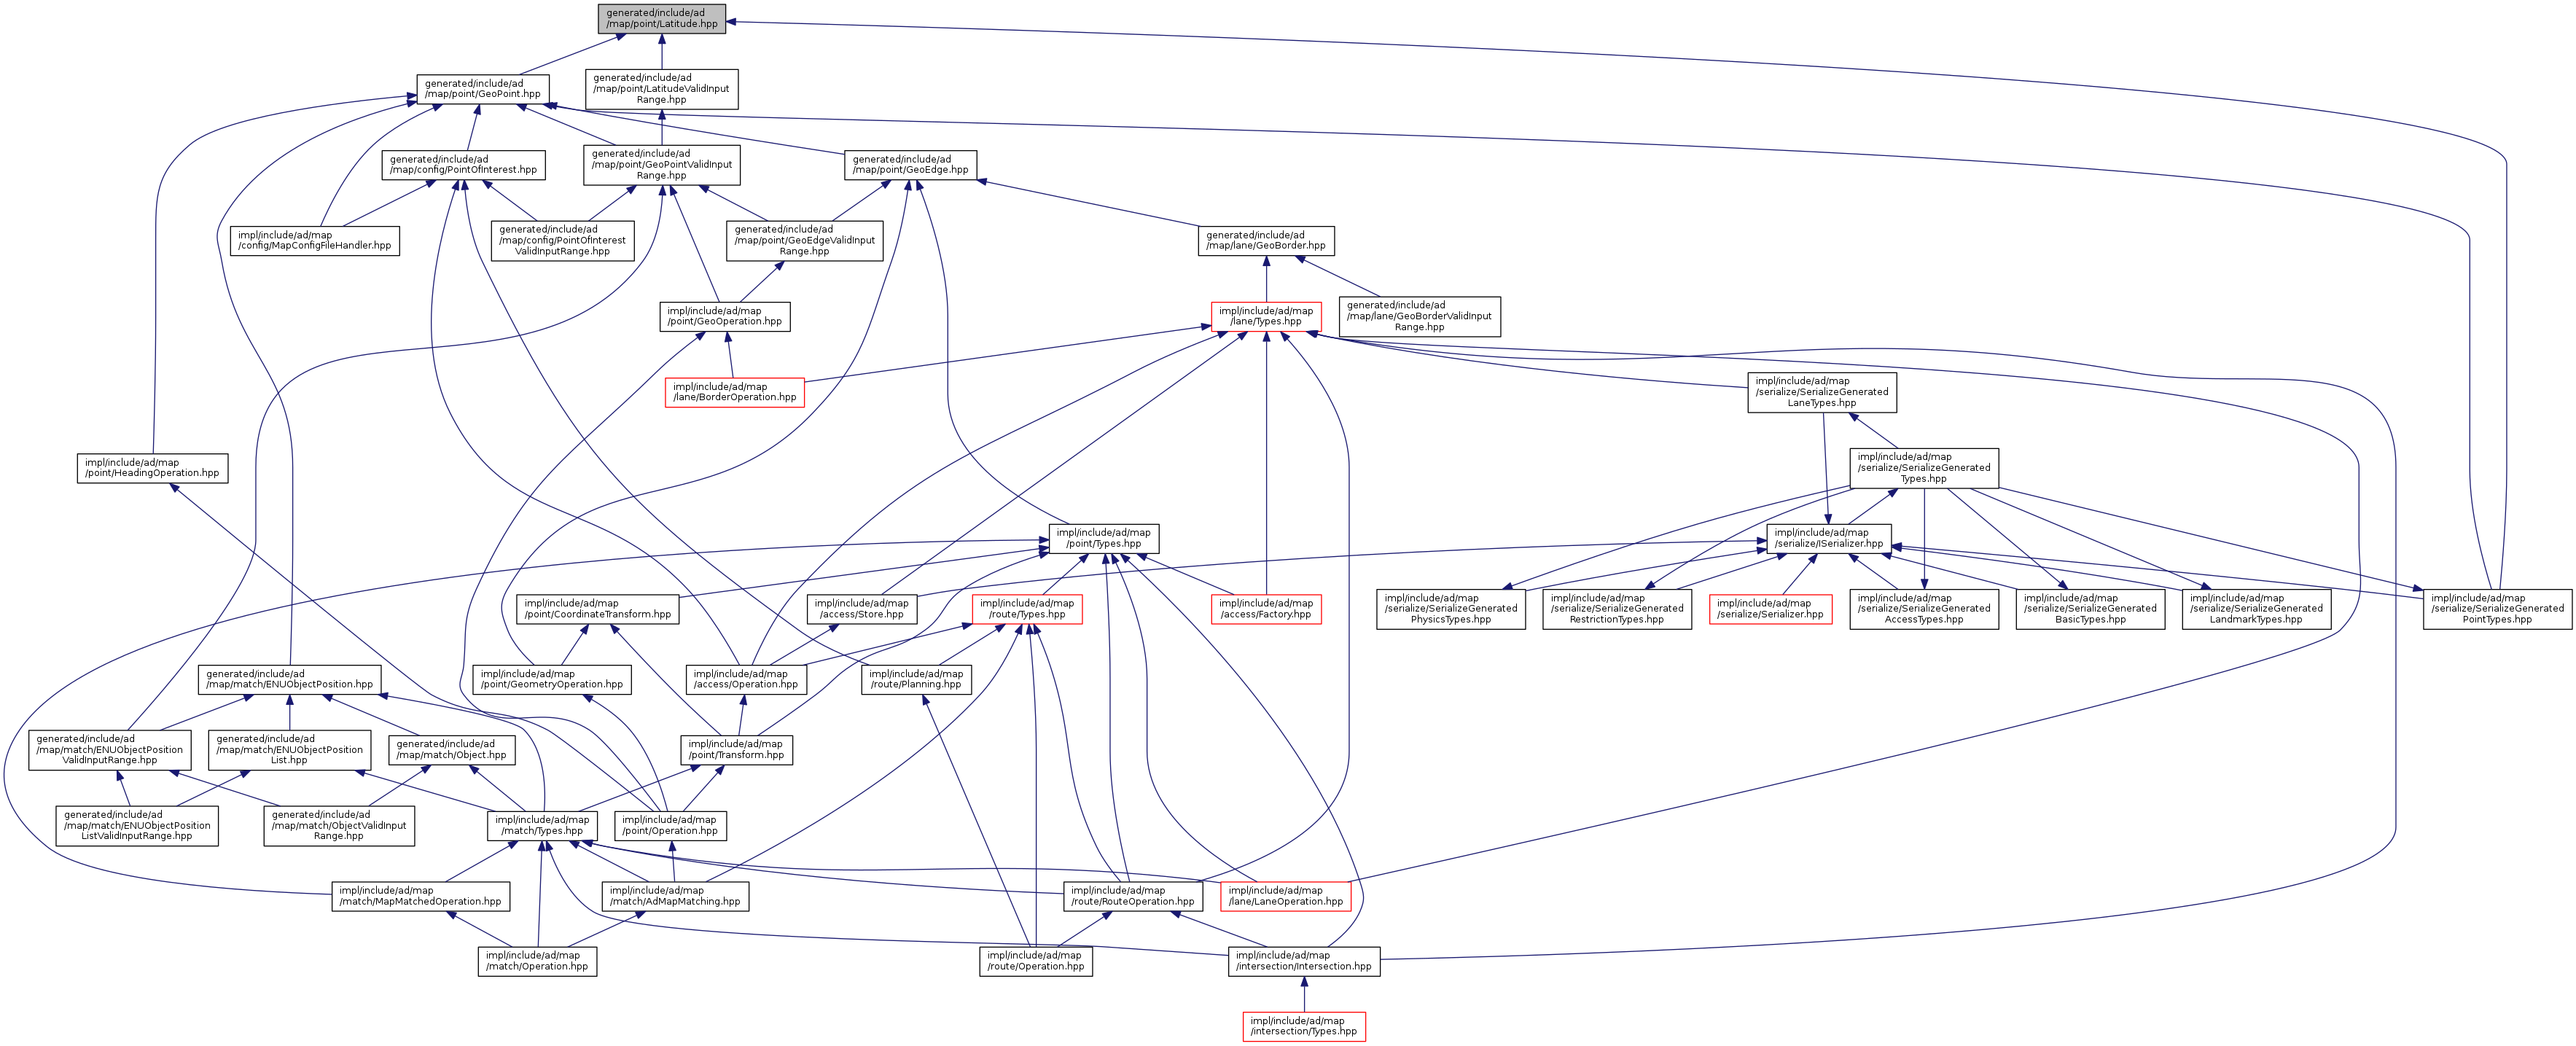 generated/include/ad
/map/point/Latitude.hpp
generated/include/ad
/map/point/GeoPoint.hpp
generated/include/ad
/map/point/LatitudeValidInput
Range.hpp
generated/include/ad
/map/config/PointOfInterest.hpp
generated/include/ad
/map/point/GeoPointValidInput
Range.hpp
generated/include/ad
/map/point/GeoEdge.hpp
impl/include/ad/map
/config/MapConfigFileHandler.hpp
generated/include/ad
/map/config/PointOfInterest
ValidInputRange.hpp
generated/include/ad
/map/point/GeoEdgeValidInput
Range.hpp
generated/include/ad
/map/lane/GeoBorder.hpp
impl/include/ad/map
/point/GeoOperation.hpp
impl/include/ad/map
/lane/Types.hpp
generated/include/ad
/map/lane/GeoBorderValidInput
Range.hpp
impl/include/ad/map
/lane/BorderOperation.hpp
impl/include/ad/map
/serialize/SerializeGenerated
LaneTypes.hpp
impl/include/ad/map
/point/HeadingOperation.hpp
impl/include/ad/map
/serialize/SerializeGenerated
Types.hpp
impl/include/ad/map
/point/Types.hpp
impl/include/ad/map
/serialize/ISerializer.hpp
impl/include/ad/map
/point/CoordinateTransform.hpp
impl/include/ad/map
/access/Store.hpp
impl/include/ad/map
/route/Types.hpp
impl/include/ad/map
/access/Factory.hpp
impl/include/ad/map
/serialize/SerializeGenerated
PhysicsTypes.hpp
impl/include/ad/map
/serialize/SerializeGenerated
RestrictionTypes.hpp
impl/include/ad/map
/serialize/Serializer.hpp
impl/include/ad/map
/serialize/SerializeGenerated
AccessTypes.hpp
impl/include/ad/map
/serialize/SerializeGenerated
BasicTypes.hpp
impl/include/ad/map
/serialize/SerializeGenerated
LandmarkTypes.hpp
impl/include/ad/map
/serialize/SerializeGenerated
PointTypes.hpp
generated/include/ad
/map/match/ENUObjectPosition.hpp
impl/include/ad/map
/point/GeometryOperation.hpp
impl/include/ad/map
/access/Operation.hpp
impl/include/ad/map
/route/Planning.hpp
generated/include/ad
/map/match/ENUObjectPosition
ValidInputRange.hpp
generated/include/ad
/map/match/ENUObjectPosition
List.hpp
generated/include/ad
/map/match/Object.hpp
impl/include/ad/map
/point/Transform.hpp
generated/include/ad
/map/match/ENUObjectPosition
ListValidInputRange.hpp
generated/include/ad
/map/match/ObjectValidInput
Range.hpp
impl/include/ad/map
/match/Types.hpp
impl/include/ad/map
/point/Operation.hpp
impl/include/ad/map
/match/MapMatchedOperation.hpp
impl/include/ad/map
/match/AdMapMatching.hpp
impl/include/ad/map
/route/RouteOperation.hpp
impl/include/ad/map
/lane/LaneOperation.hpp
impl/include/ad/map
/match/Operation.hpp
impl/include/ad/map
/route/Operation.hpp
impl/include/ad/map
/intersection/Intersection.hpp
impl/include/ad/map
/intersection/Types.hpp